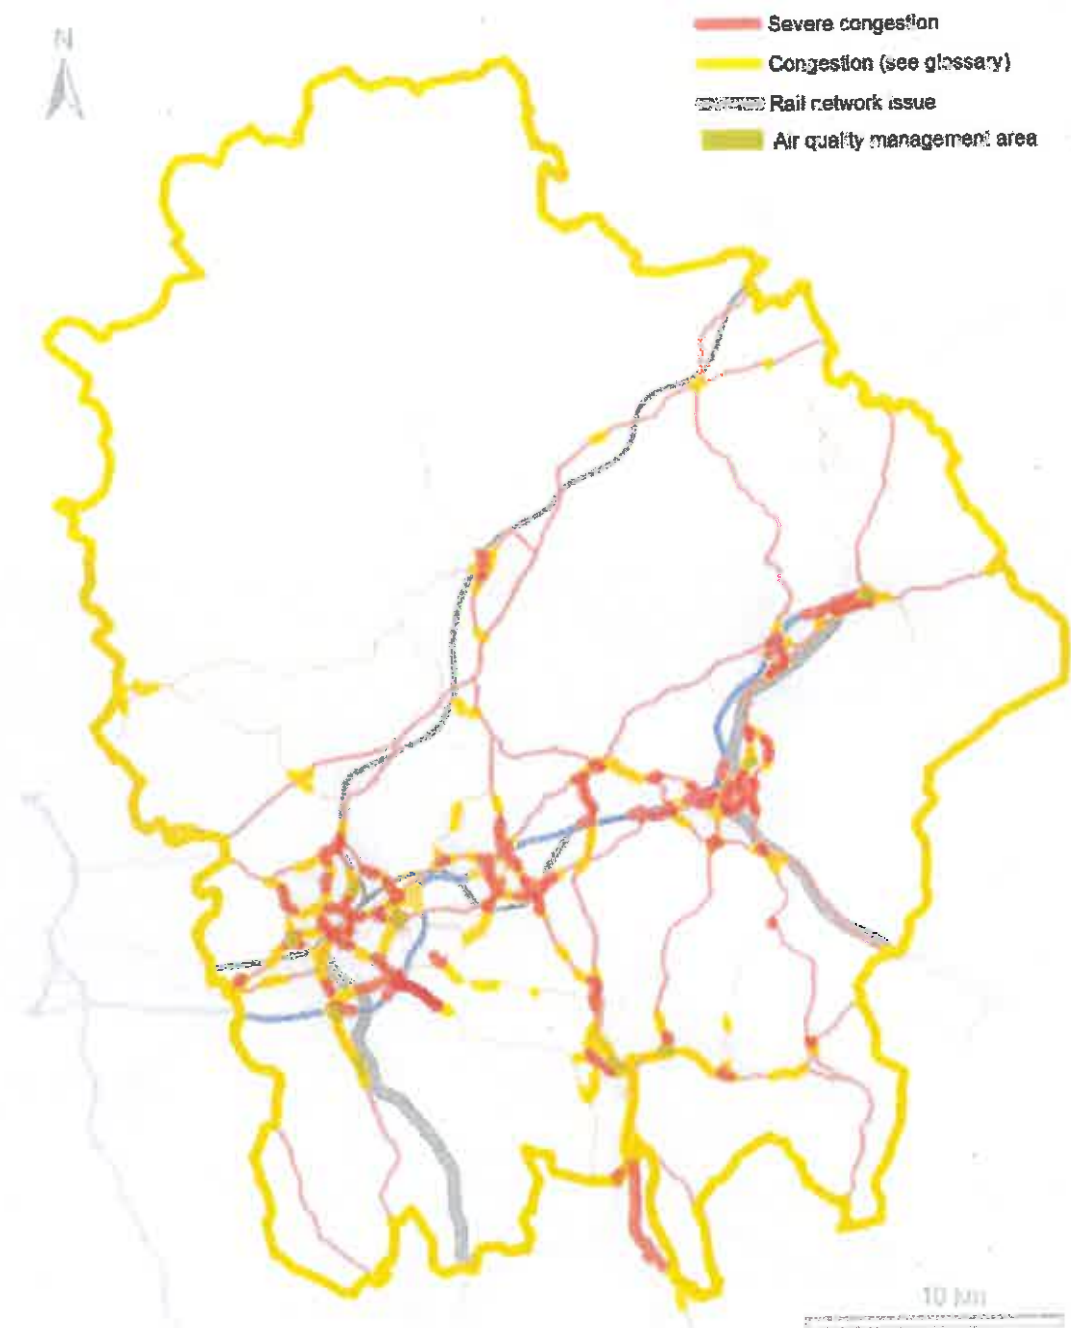 N
Severe congestion
Congestion (see glossary)
Rail network issue
Air quality management area
10 km